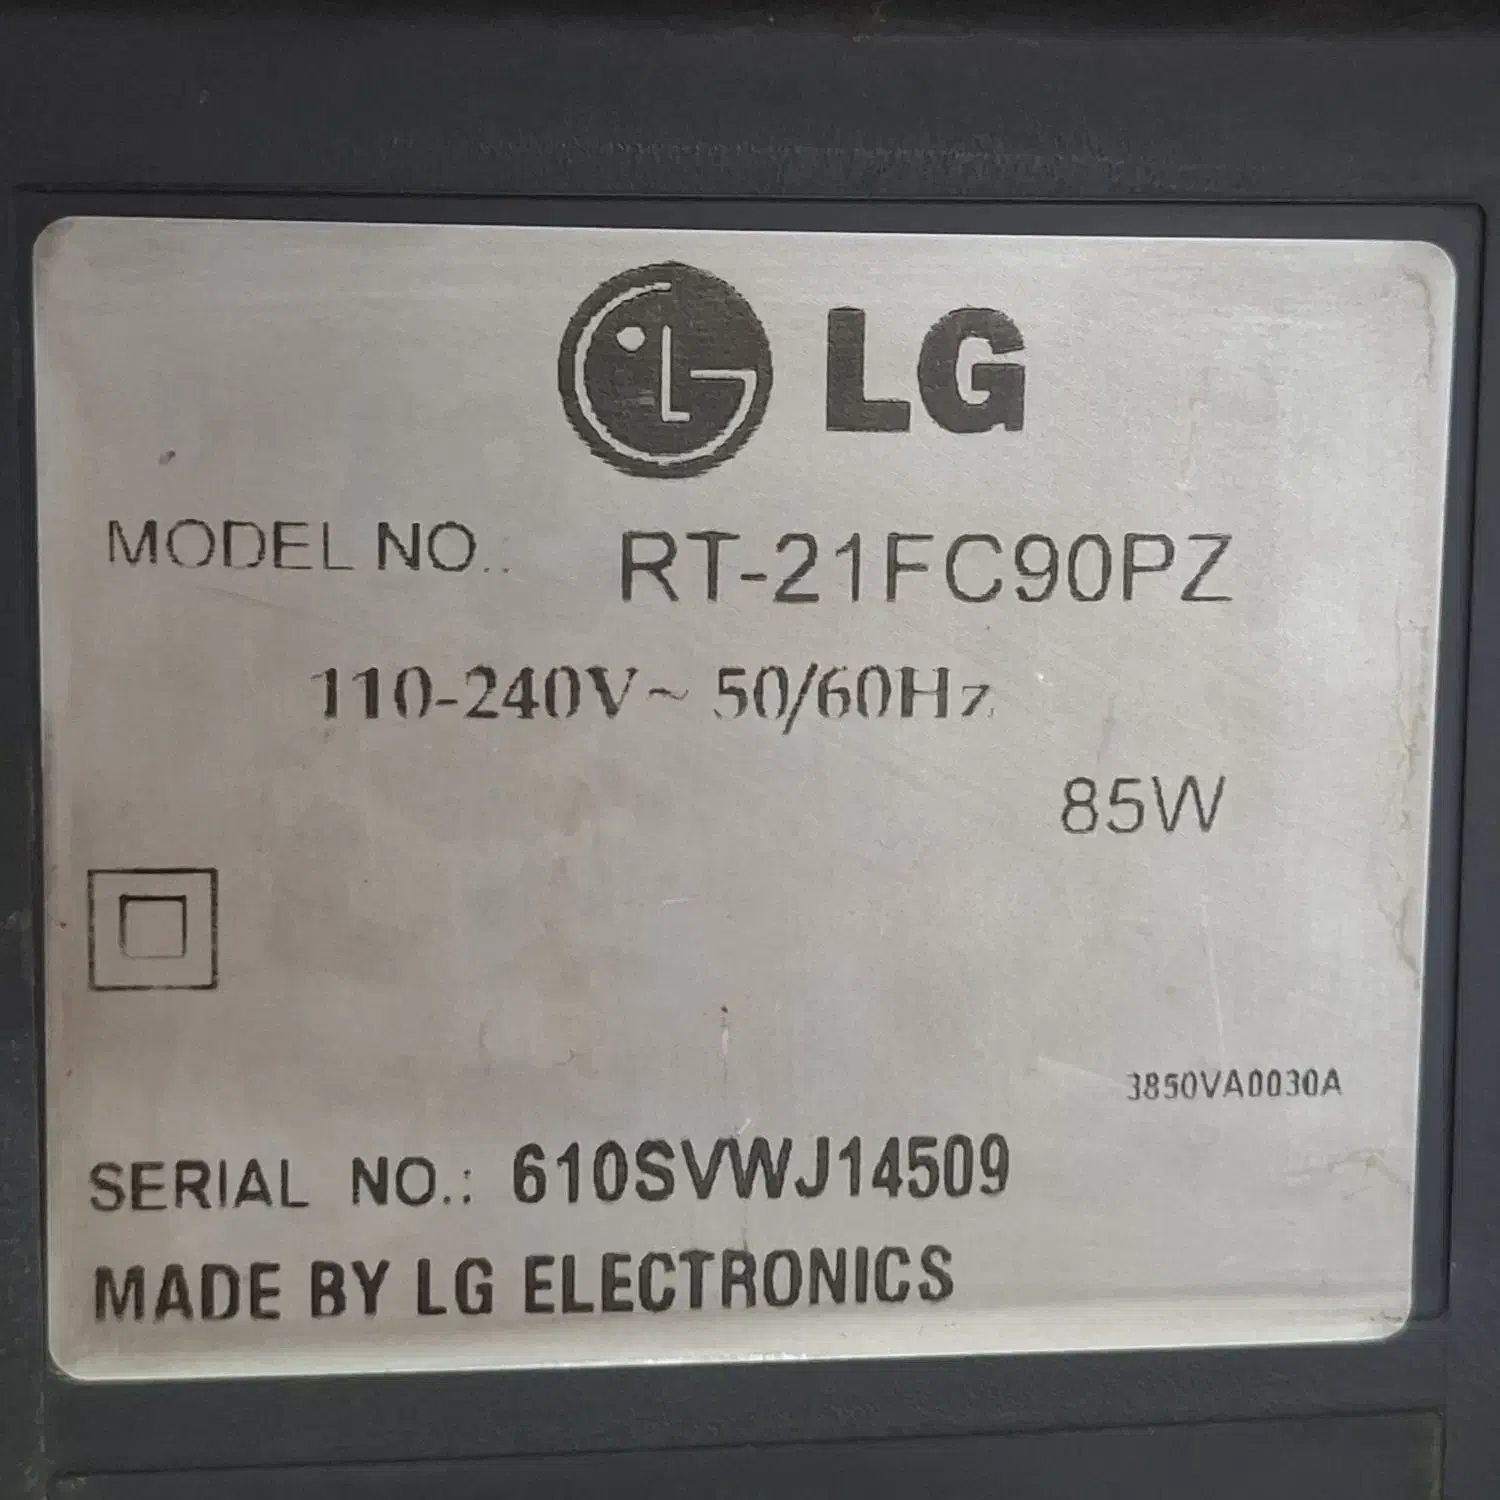 LG
MODEL NO.. RT-21FC90PZ
110-240V~ 50/60Hz
85W
3850VA0030A
SERIAL NO.: 610SVWJ14509
MADE BY LG ELECTRONICS